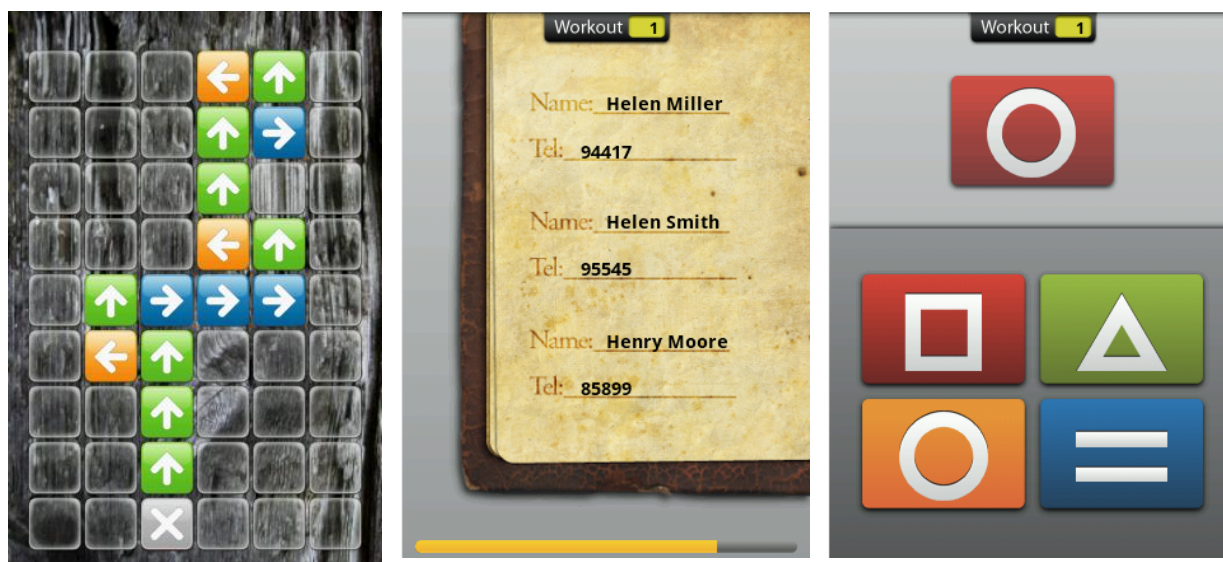 Workout 1
Name: Helen Miller
Tel: 94417
Name: Helen Smith
Tel: 95545
Name: Henry Moore
Tel: 85899
Workout 1